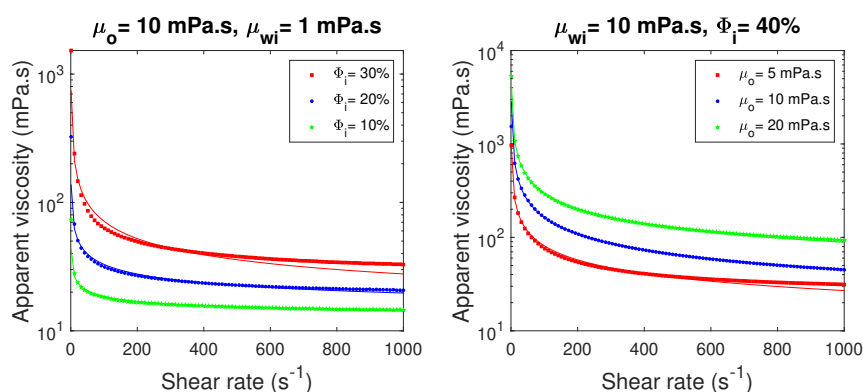 μo= 10 mPa.s, μwi= 1 mPa.s
Apparent viscosity (mPa.s)
10^3
10^2
10^1
Φi= 30%
Φi= 20%
Φi= 10%
0 200 400 600 800 1000
Shear rate (s^-1)
μwi= 10 mPa.s, Φi= 40%
Apparent viscosity (mPa.s)
10^4
10^3
10^2
10^1
μo= 5 mPa.s
μo= 10 mPa.s
μo= 20 mPa.s
0 200 400 600 800 1000
Shear rate (s^-1)